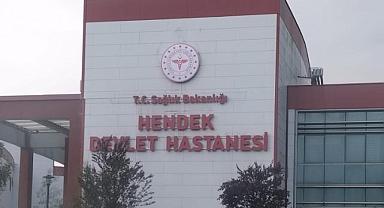 T.C. Sağlık Bakanlığı
HENDEK
DEVLET HASTANESİ